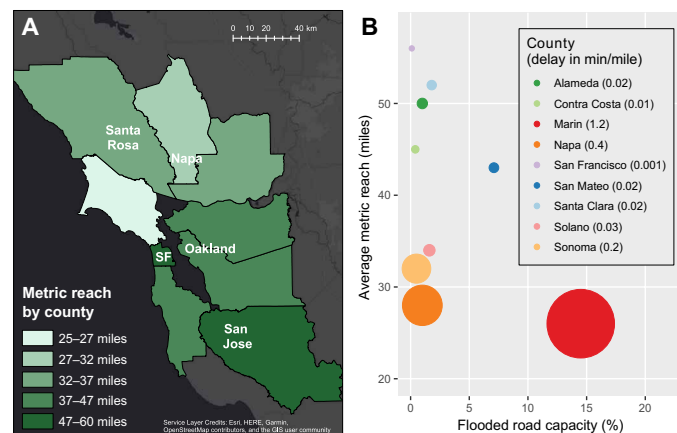 A
0 10 20 40 km
Santa
Rosa
Napa
Oakland
SF
San
Jose
Metric reach
by county
25–27 miles
27–32 miles
32–37 miles
37–47 miles
47–60 miles
Service Layer Credits: Esri, HERE, Garmin,
OpenStreetMap contributors, and the GIS user community
B
Average metric reach (miles)
50
40
30
20
0
5
10
15
20
Flooded road capacity (%)
County
(delay in min/mile)
Alameda (0.02)
Contra Costa (0.01)
Marin (1.2)
Napa (0.4)
San Francisco (0.001)
San Mateo (0.02)
Santa Clara (0.02)
Solano (0.03)
Sonoma (0.2)